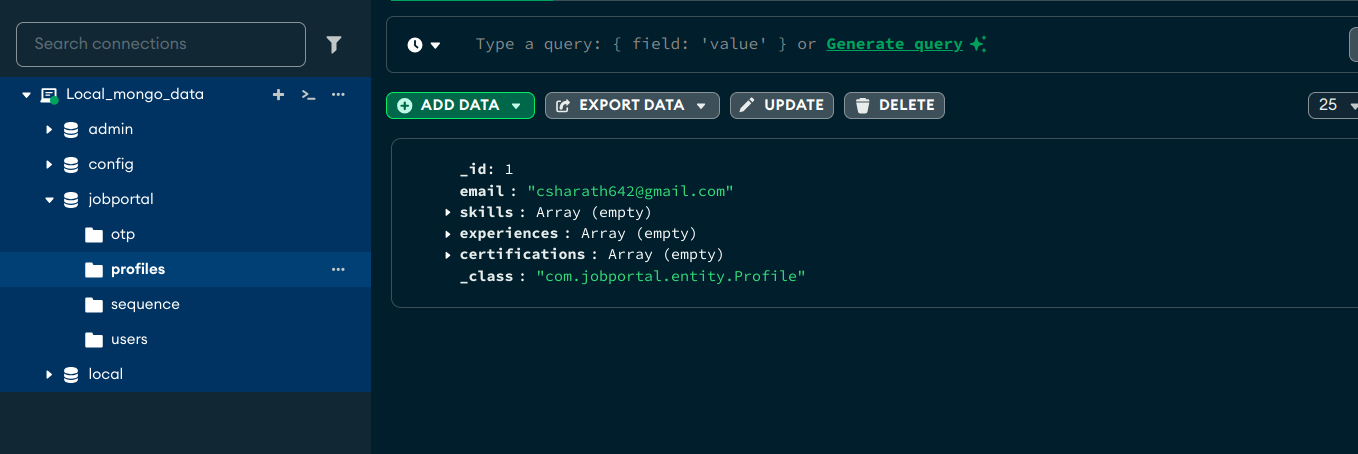 Search connections
Local_mongo_data
admin
config
jobportal
otp
profiles
sequence
users
local
Type a query: { field: 'value' } or Generate query
ADD DATA
EXPORT DATA
UPDATE
DELETE
25
_id: 1
email : "csharath642@gmail.com"
skills : Array (empty)
experiences : Array (empty)
certifications : Array (empty)
_class : "com.jobportal.entity.Profile"